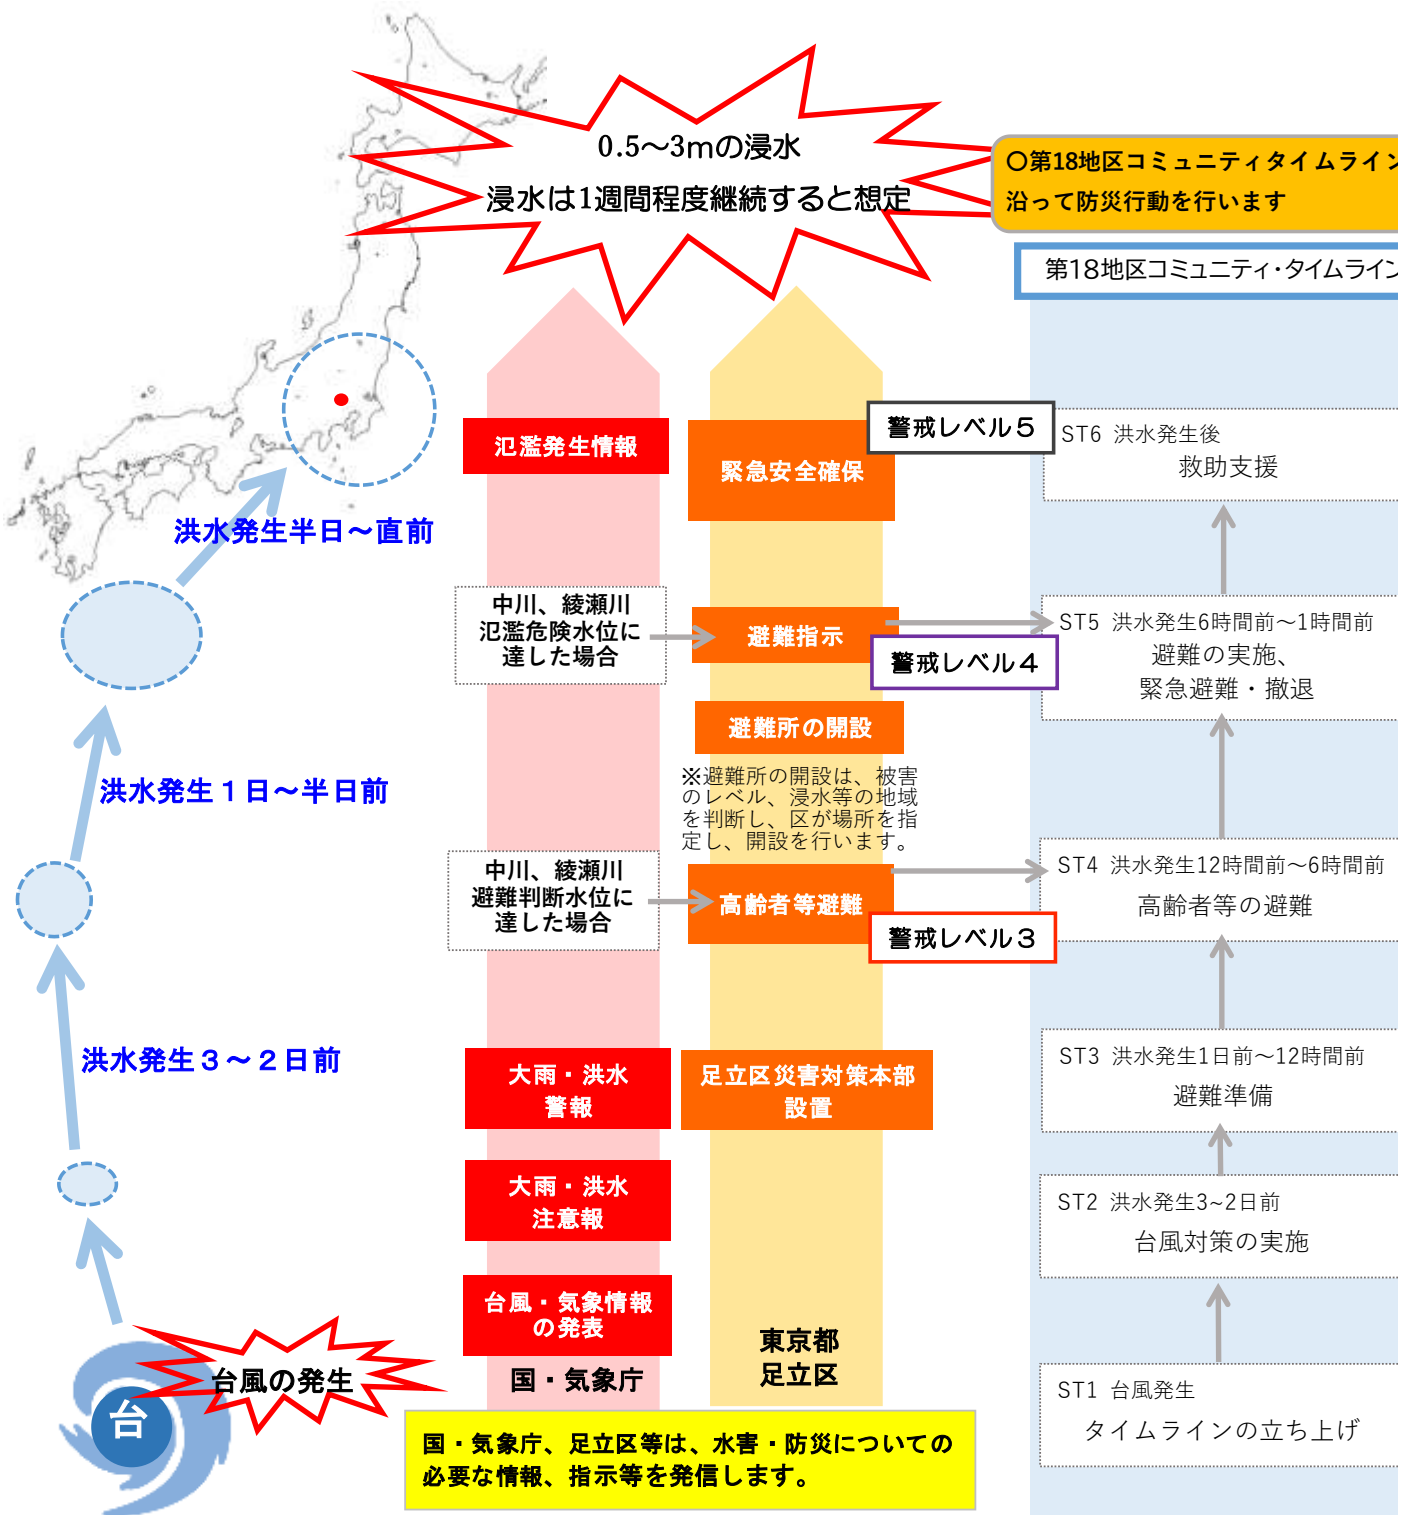 0.5～3mの浸水
浸水は1週間程度継続すると想定
〇第18地区コミュニティタイムライン
沿って防災行動を行います
第18地区コミュニティ・タイムライン
氾濫発生情報
緊急安全確保
警戒レベル５
ST6 洪水発生後
救助支援
洪水発生半日～直前
中川、綾瀬川
氾濫危険水位に
達した場合
避難指示
警戒レベル４
ST5 洪水発生6時間前～1時間前
避難の実施、
緊急避難・撤退
避難所の開設
※避難所の開設は、被害
のレベル、浸水等の地域
を判断し、区が場所を指
定し、開設を行います。
洪水発生１日～半日前
中川、綾瀬川
避難判断水位に
達した場合
高齢者等避難
警戒レベル３
ST4 洪水発生12時間前～6時間前
高齢者等の避難
洪水発生３～２日前
大雨・洪水
警報
足立区災害対策本部
設置
ST3 洪水発生1日前～12時間前
避難準備
大雨・洪水
注意報
ST2 洪水発生3~2日前
台風対策の実施
台風・気象情報
の発表
国・気象庁
東京都
足立区
台風の発生
台
ST1 台風発生
タイムラインの立ち上げ
国・気象庁、足立区等は、水害・防災についての
必要な情報、指示等を発信します。